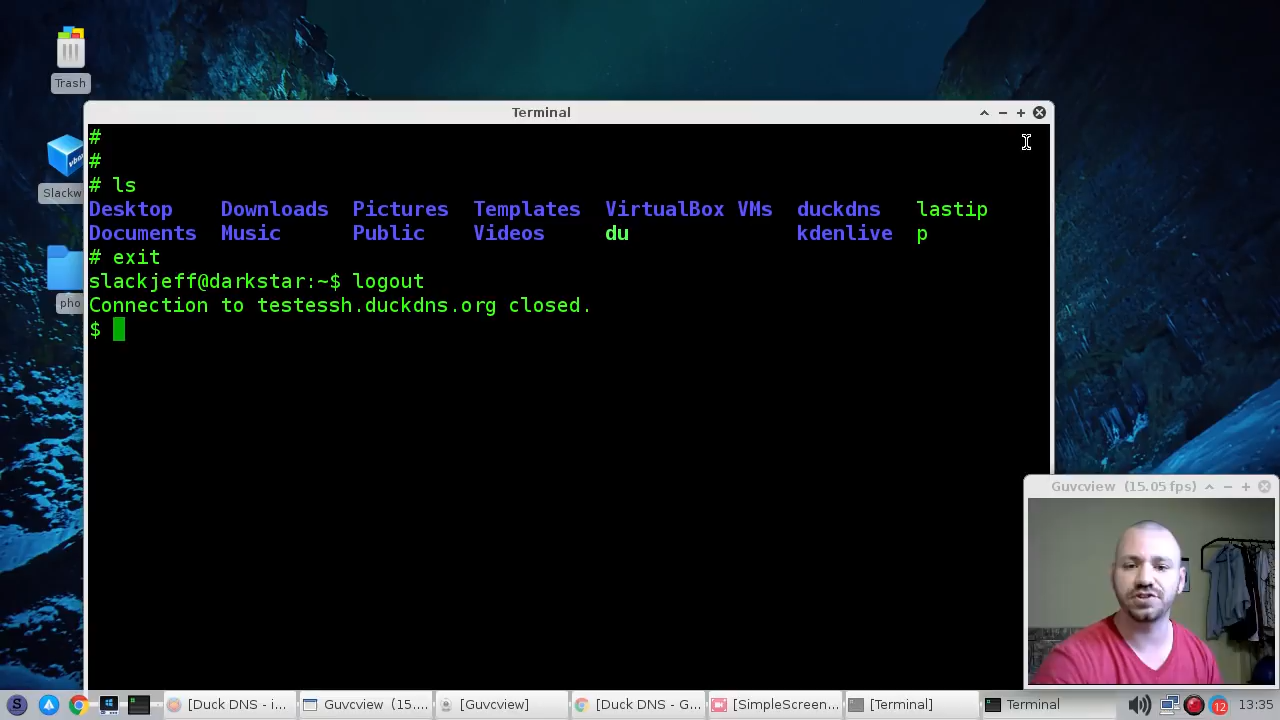 Trash
Slackw
pho
Terminal
#
#
# ls
Desktop Downloads Pictures Templates VirtualBox VMs duckdns lastip
Documents Music Public Videos du kdenlive p
# exit
slackjeff@darkstar:~$ logout
Connection to testessh.duckdns.org closed.
$
Guvcview (15.05 fps)
[Duck DNS - i...
Guvcview (15....
[Guvcview]
[Duck DNS - G...
[SimpleScreen...
[Terminal]
Terminal
12
13:35